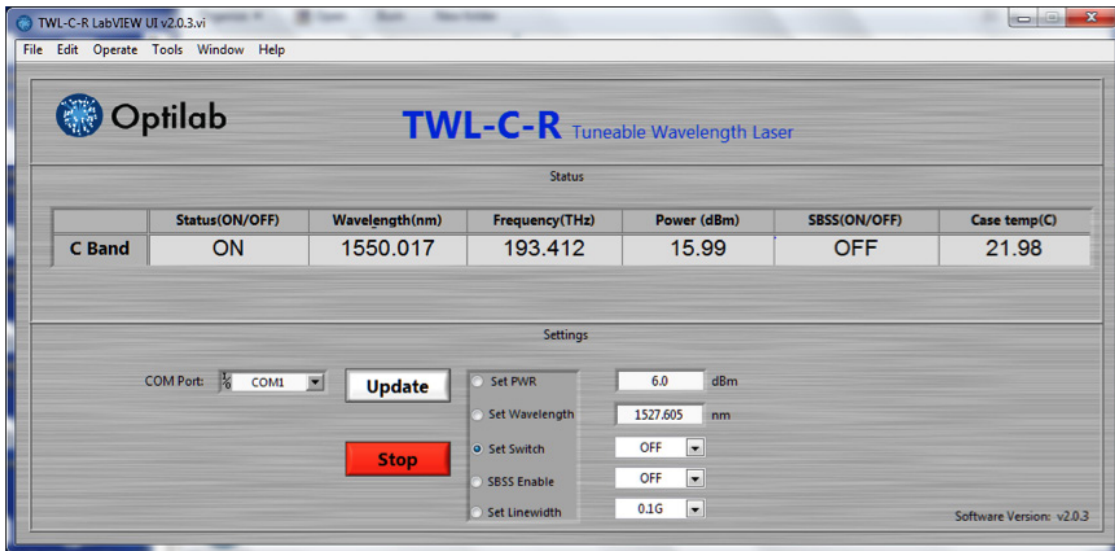 TWL-C-R LabVIEW UI v2.0.3.vi
File Edit Operate Tools Window Help
Optilab
TWL-C-R Tuneable Wavelength Laser
Status
Status(ON/OFF) Wavelength(nm) Frequency(THz) Power (dBm) SBSS(ON/OFF) Case temp(C)
C Band ON 1550.017 193.412 15.99 OFF 21.98
Settings
COM Port: COM1 Update Set PWR 6.0 dBm
Set Wavelength 1527.605 nm
Stop Set Switch OFF
SBSS Enable OFF
Set Linewidth 0.1G
Software Version: v2.0.3